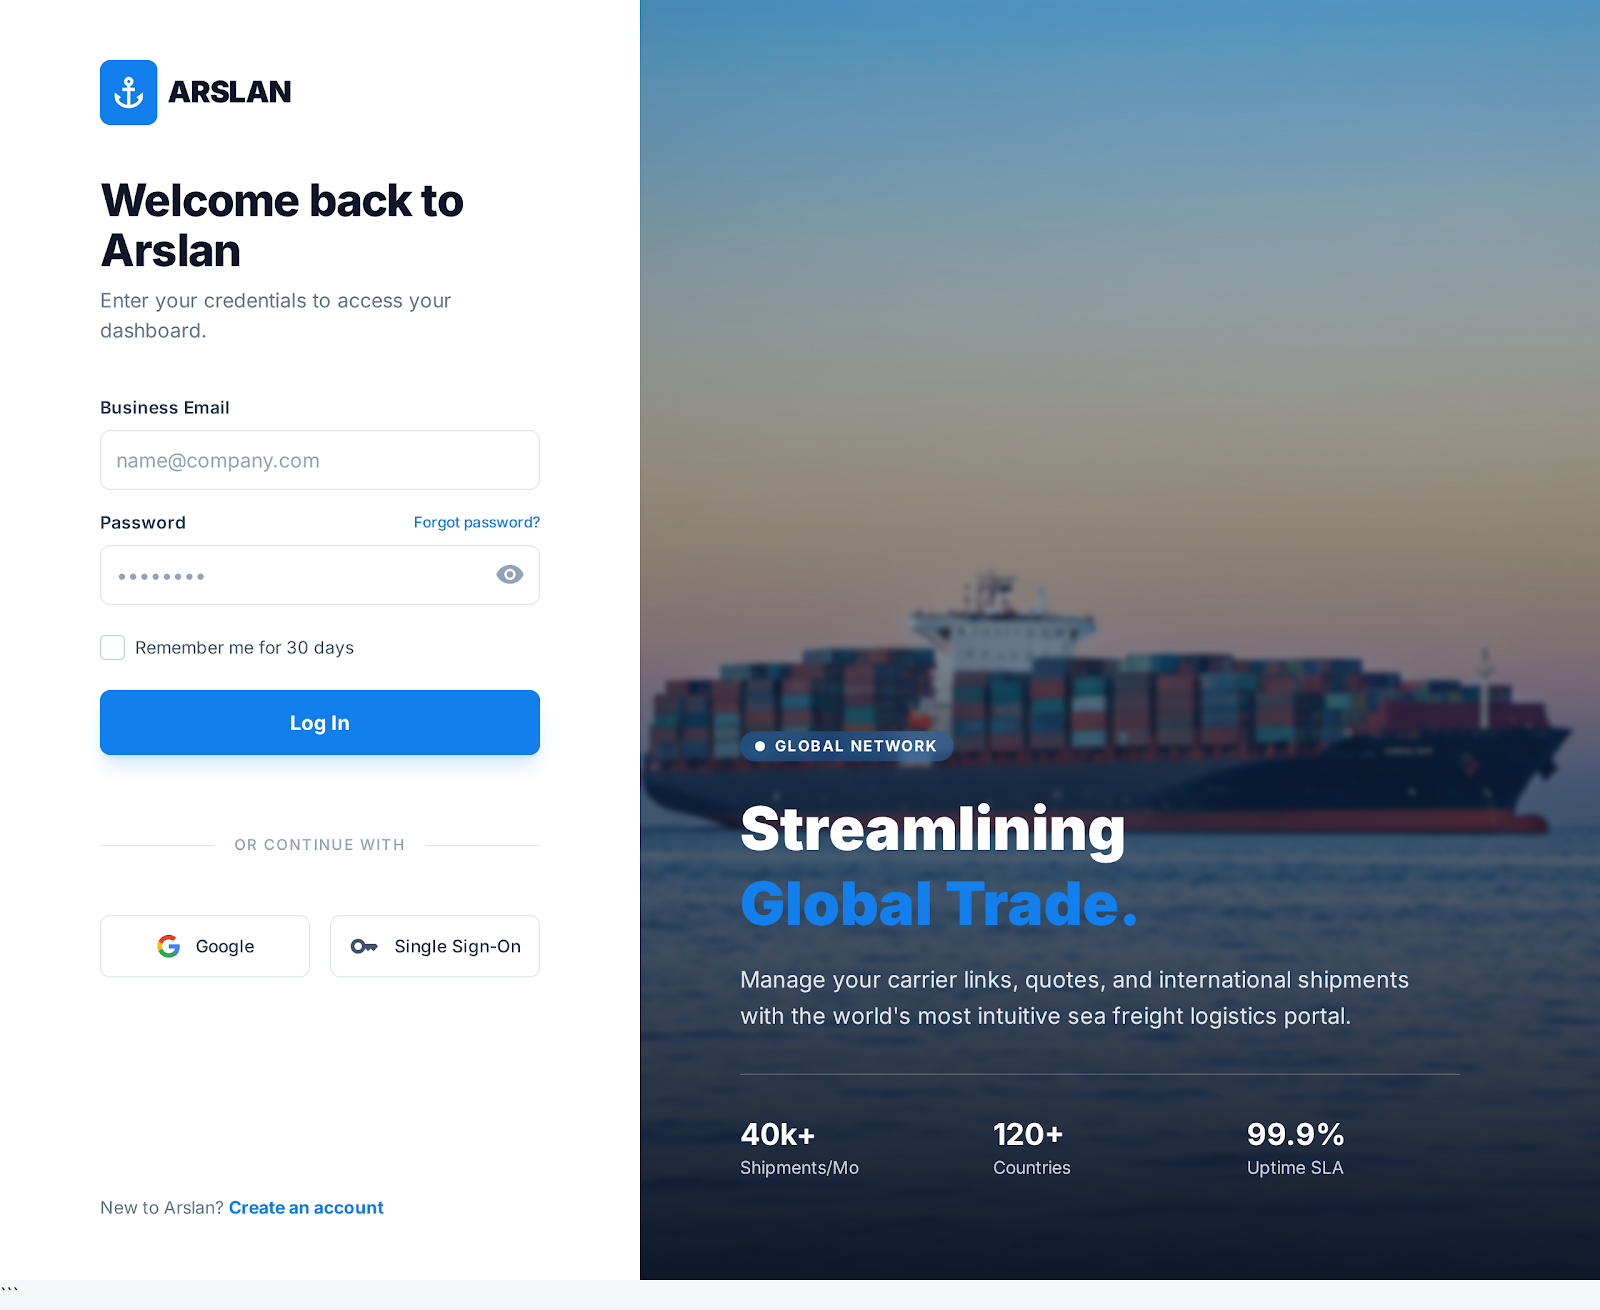 ARSLAN
Welcome back to
Arslan
Enter your credentials to access your
dashboard.
Business Email
name@company.com
Password
Forgot password?
••••••••
Remember me for 30 days
Log In
OR CONTINUE WITH
Google
Single Sign-On
New to Arslan? Create an account
GLOBAL NETWORK
Streamlining
Global Trade.
Manage your carrier links, quotes, and international shipments
with the world's most intuitive sea freight logistics portal.
40k+
Shipments/Mo
120+
Countries
99.9%
Uptime SLA
```